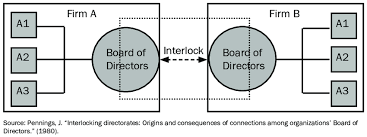 Firm A
Firm B
A1
A2
A3
Board of
Directors
Interlock
Board of
Directors
A1
A2
A3
Source: Pennings, J. "Interlocking directorates: Origins and consequences of connections among organizations' Board of
Directors." (1980).